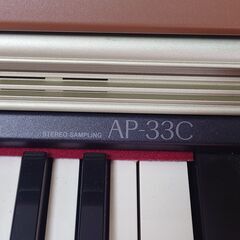 STEREO SAMPLING AP-33C